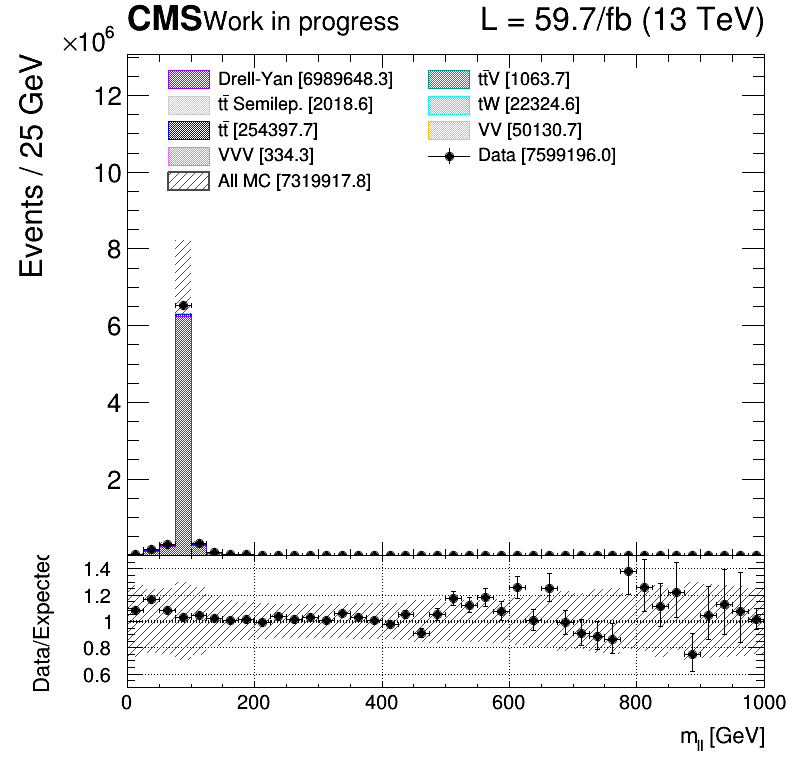 CMS Work in progress L = 59.7/fb (13 TeV)
×10⁶
Events / 25 GeV
Drell-Yan [6989648.3]
tt̄ Semilep. [2018.6]
tt̄ [254397.7]
VVV [334.3]
All MC [7319917.8]
tt̄V [1063.7]
tW [22324.6]
VV [50130.7]
Data [7599196.0]
12
10
8
6
4
2
Data/Expected
1.4
1.2
1
0.8
0.6
0 200 400 600 800 1000
m_ll [GeV]